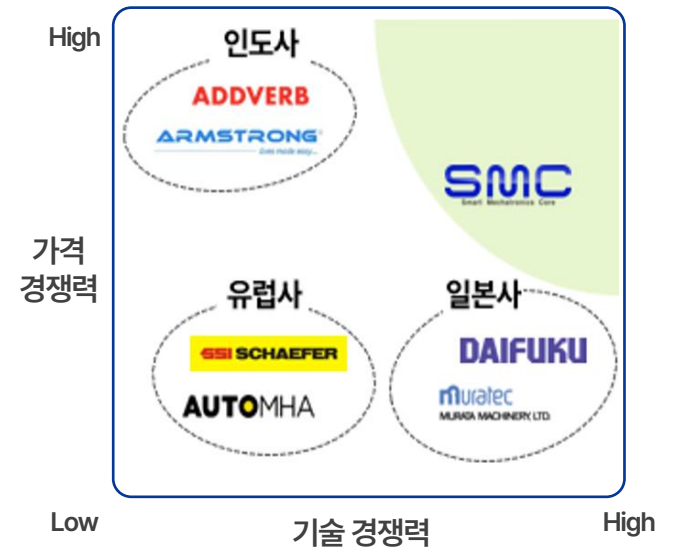 High
인도사
ADDVERB
ARMSTRONG
SMC
Smart Mechatronics Core
가격
경쟁력
유럽사
일본사
SSI SCHAEFER
DAIFUKU
AUTOMHA
muratec
MURATA MACHINERY, LTD.
Low
기술 경쟁력
High